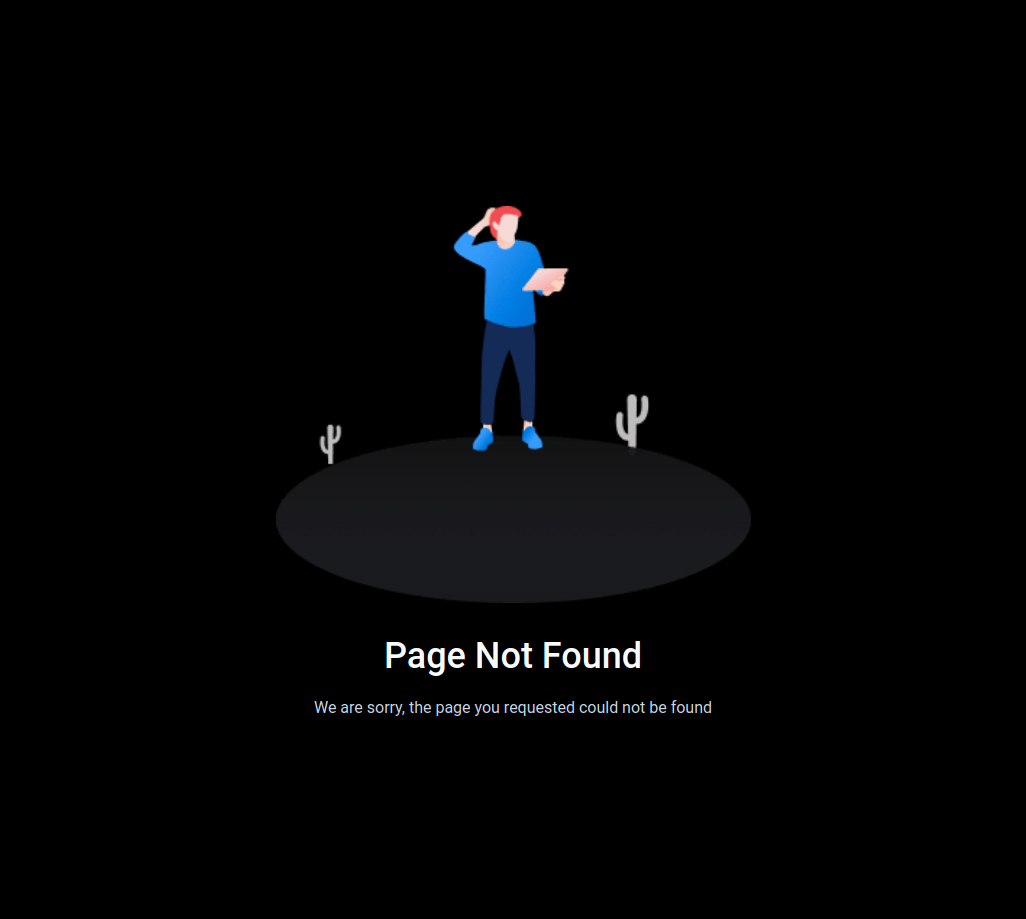 Page Not Found
We are sorry, the page you requested could not be found